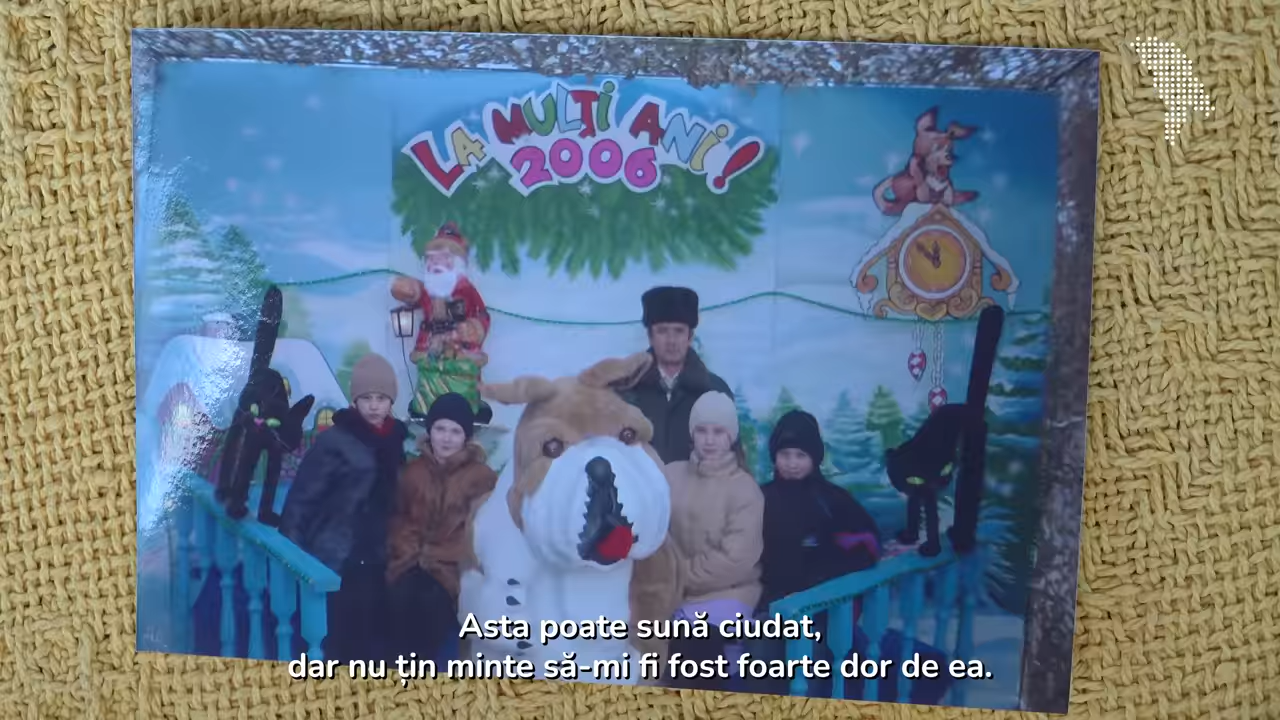 LA MULŢI ANI!
2006
Asta poate sună ciudat,
dar nu țin minte să-mi fi fost foarte dor de ea.